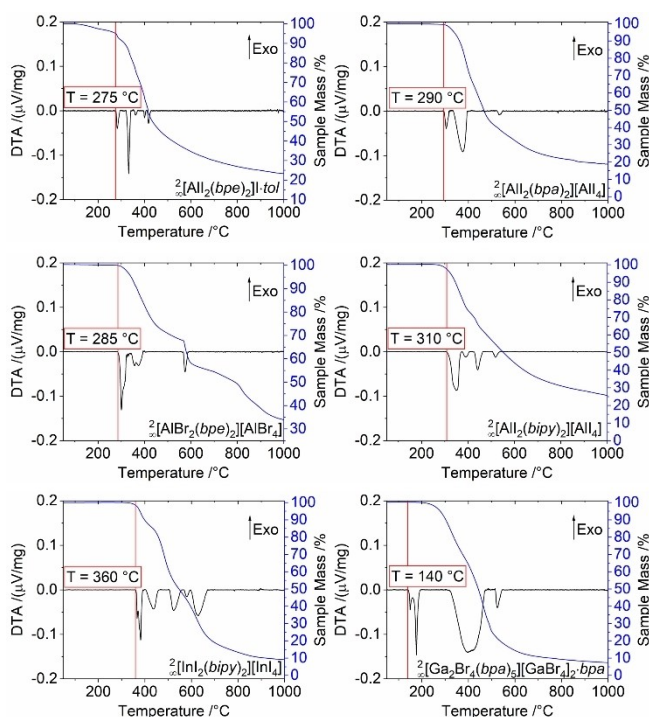 0.2
0.1
0.0
-0.1
-0.2
DTA /(μV/mg)
Exo
T = 275 °C
²∞[AlI₂(bpe)₂]I·tol
100
90
80
70
60
50
40
30
20
10
Sample Mass /%
200 400 600 800 1000
Temperature /°C
0.2
0.1
0.0
-0.1
-0.2
DTA /(μV/mg)
Exo
T = 290 °C
²∞[AlI₂(bpa)₂][AlI₄]
100
90
80
70
60
50
40
30
20
10
0
Sample Mass /%
200 400 600 800 1000
Temperature /°C
0.2
0.1
0.0
-0.1
-0.2
DTA /(μV/mg)
Exo
T = 285 °C
²∞[AlBr₂(bpe)₂][AlBr₄]
100
90
80
70
60
50
40
30
Sample Mass /%
200 400 600 800 1000
Temperature /°C
0.2
0.1
0.0
-0.1
-0.2
DTA /(μV/mg)
Exo
T = 310 °C
²∞[AlI₂(bipy)₂][AlI₄]
100
90
80
70
60
50
40
30
20
10
0
Sample Mass /%
200 400 600 800 1000
Temperature /°C
0.2
0.1
0.0
-0.1
-0.2
DTA /(μV/mg)
Exo
T = 360 °C
²∞[InI₂(bipy)₂][InI₄]
100
90
80
70
60
50
40
30
20
10
0
Sample Mass /%
200 400 600 800 1000
Temperature /°C
0.2
0.1
0.0
-0.1
-0.2
DTA /(μV/mg)
Exo
T = 140 °C
²∞[Ga₂Br₄(bpa)₅][GaBr₄]₂·bpa
100
90
80
70
60
50
40
30
20
10
0
Sample Mass /%
200 400 600 800 1000
Temperature /°C